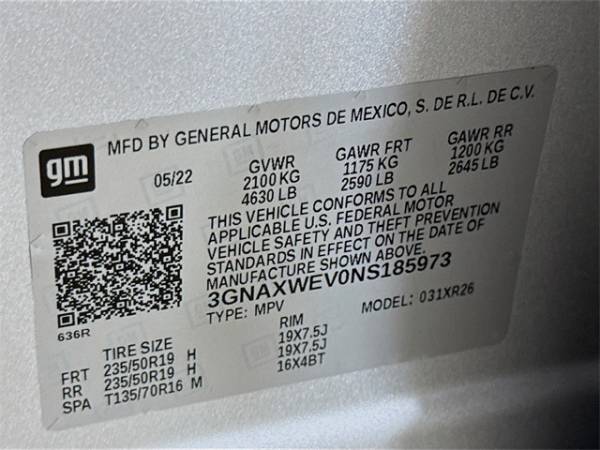 gm
MFD BY GENERAL MOTORS DE MEXICO, S. DE R.L. DE C.V.
05/22 GVWR GAWR FRT GAWR RR
2100 KG 1175 KG 1200 KG
4630 LB 2590 LB 2645 LB
THIS VEHICLE CONFORMS TO ALL
APPLICABLE U.S. FEDERAL MOTOR
VEHICLE SAFETY AND THEFT PREVENTION
STANDARDS IN EFFECT ON THE DATE OF
MANUFACTURE SHOWN ABOVE.
3GNAXWEV0NS185973
636R
TYPE: MPV MODEL: 031XR26
TIRE SIZE RIM
FRT 235/50R19 H 19X7.5J
RR 235/50R19 H 19X7.5J
SPA T135/70R16 M 16X4BT